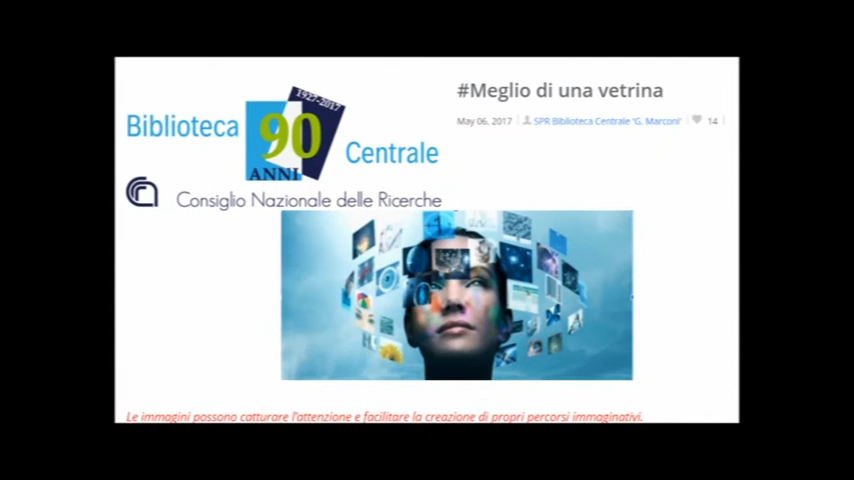 #Meglio di una vetrina
May 06, 2017 SPR Biblioteca Centrale 'G. Marconi' 14
1927-2017
Biblioteca 90 Centrale
ANNI
Consiglio Nazionale delle Ricerche
Le immagini possono catturare l'attenzione e facilitare la creazione di propri percorsi immaginativi.